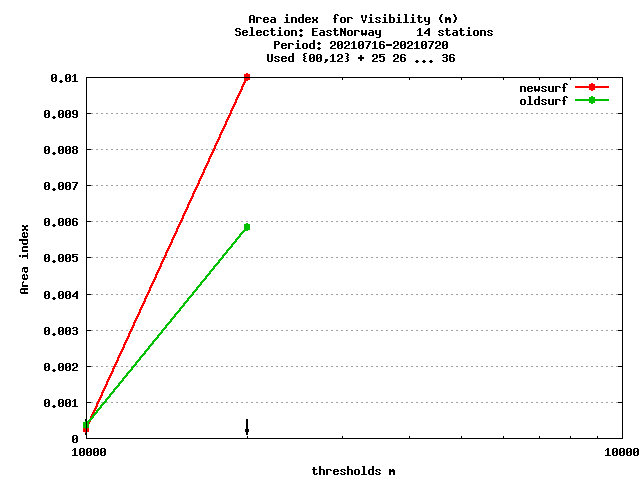 Area index  for Visibility (m)
Selection: EastNorway     14 stations
Period: 20210716-20210720
Used {00,12} + 25 26 ... 36
newsurf
oldsurf
0.01
0.009
0.008
0.007
0.006
0.005
0.004
0.003
0.002
0.001
0
Area index
10000
10000
thresholds m